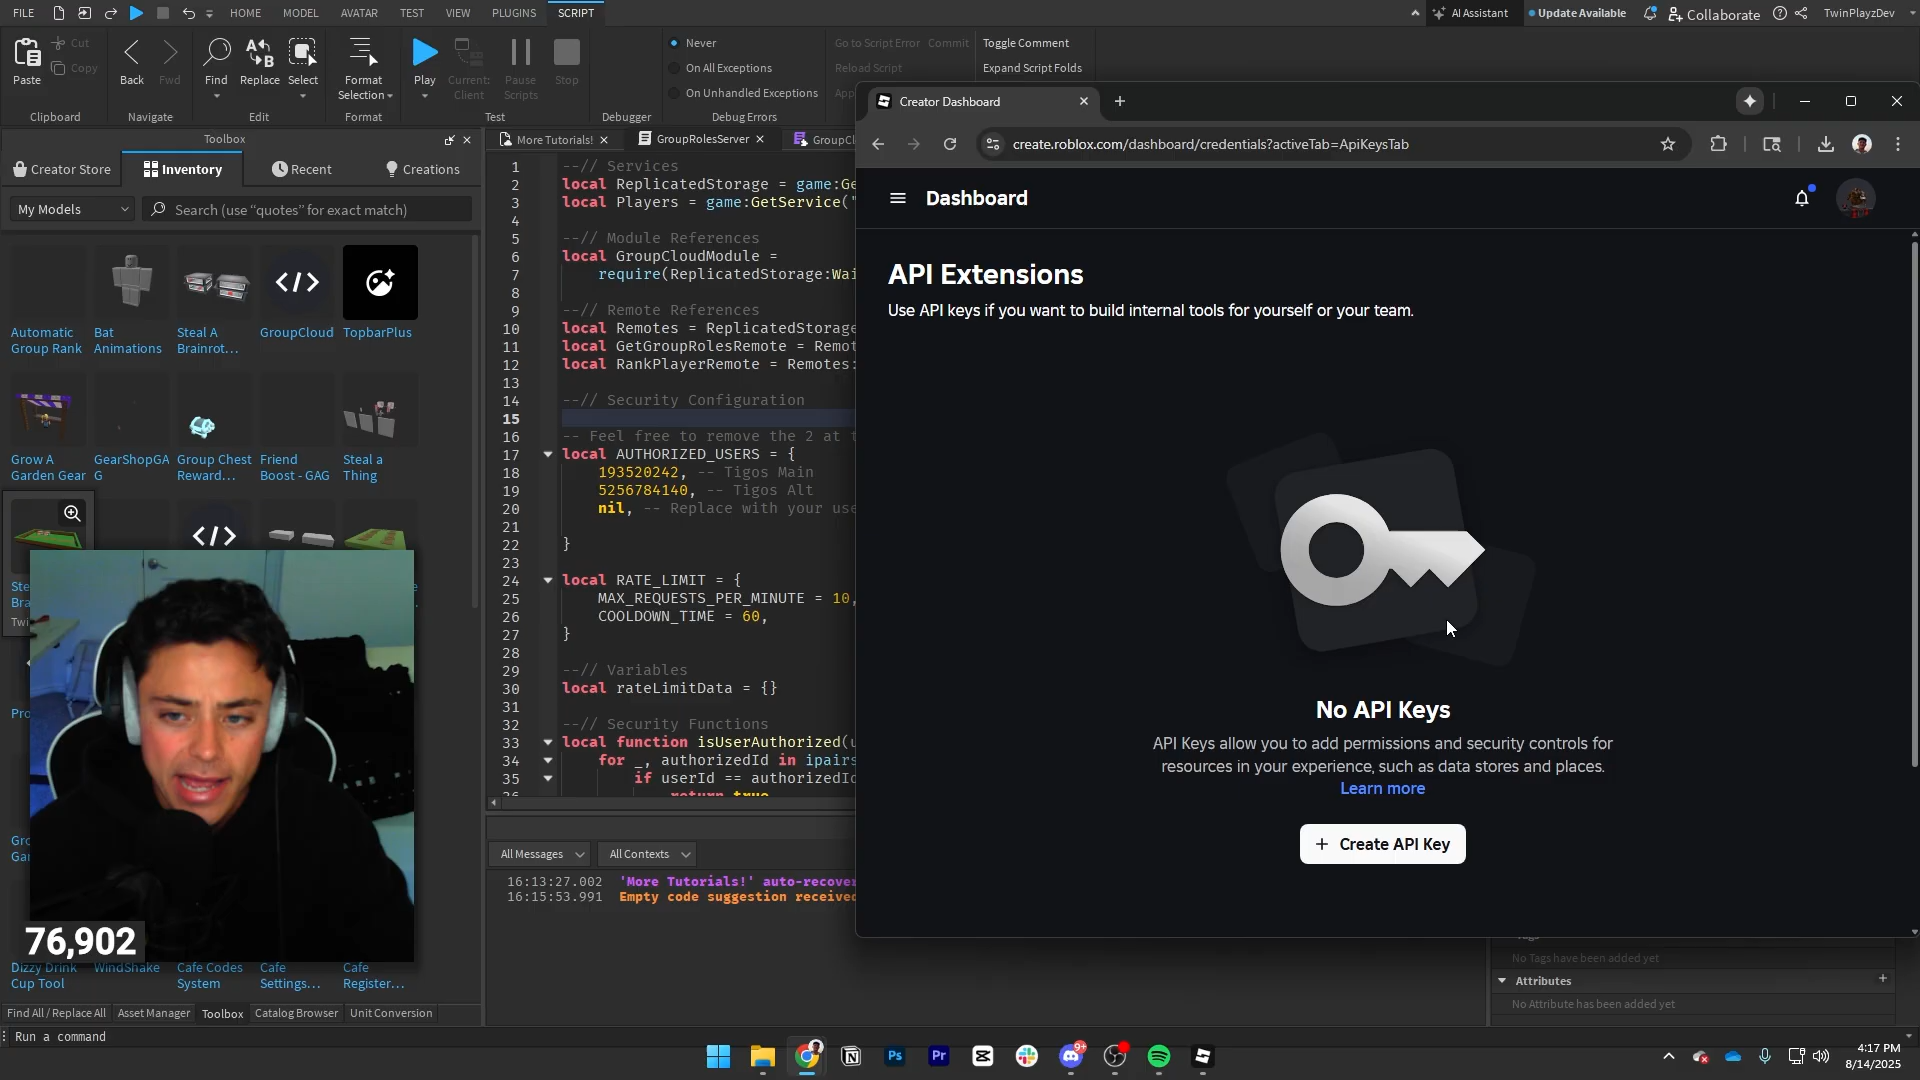 FILE
HOME
MODEL
AVATAR
TEST
VIEW
PLUGINS
SCRIPT
AI Assistant
Update Available
Collaborate
TwinPlayzDev
Paste
Cut
Copy
Back
Fwd
Find
Replace
Select
Format
Selection
Play
Current:
Client
Pause
Scripts
Stop
Never
On All Exceptions
On Unhandled Exceptions
Go to Script Error
Commit
Reload Script
Toggle Comment
Expand Script Folds
Clipboard
Navigate
Edit
Format
Test
Debugger
Debug Errors
Toolbox
Creator Store
Inventory
Recent
Creations
My Models
Search (use “quotes” for exact match)
Automatic
Group Rank
Bat
Animations
Steal A
Brainrot...
GroupCloud
TopbarPlus
Grow A
Garden Gear
GearShopGA
G
Group Chest
Reward...
Friend
Boost - GAG
Steal a
Thing
76,902
Dizzy Drink
Cup Tool
WindShake
Cafe Codes
System
Cafe
Settings...
Cafe
Register...
Find All / Replace All
Asset Manager
Toolbox
Catalog Browser
Unit Conversion
Run a command
More Tutorials!
GroupRolesServer
GroupCl
1 --// Services
2 local ReplicatedStorage = game:Ge
3 local Players = game:GetService("
4
5 --// Module References
6 local GroupCloudModule =
7 require(ReplicatedStorage:Wai
8
9 --// Remote References
10 local Remotes = ReplicatedStorage
11 local GetGroupRolesRemote = Remot
12 local RankPlayerRemote = Remotes:
13
14 --// Security Configuration
15
16 -- Feel free to remove the 2 at t
17 local AUTHORIZED_USERS = {
18 193520242, -- Tigos Main
19 5256784140, -- Tigos Alt
20 nil, -- Replace with your use
21
22 }
23
24 local RATE_LIMIT = {
25 MAX_REQUESTS_PER_MINUTE = 10,
26 COOLDOWN_TIME = 60,
27 }
28
29 --// Variables
30 local rateLimitData = {}
31
32 --// Security Functions
33 local function isUserAuthorized(u
34 for _, authorizedId in ipairs
35 if userId == authorizedId
return true
All Messages
All Contexts
16:13:27.002 'More Tutorials!' auto-recover
16:15:53.991 Empty code suggestion received
Creator Dashboard
create.roblox.com/dashboard/credentials?activeTab=ApiKeysTab
Dashboard
API Extensions
Use API keys if you want to build internal tools for yourself or your team.
No API Keys
API Keys allow you to add permissions and security controls for
resources in your experience, such as data stores and places.
Learn more
+ Create API Key
No Tags have been added yet
Attributes
No Attribute has been added yet
Ps
Pr
9+
4:17 PM
8/14/2025